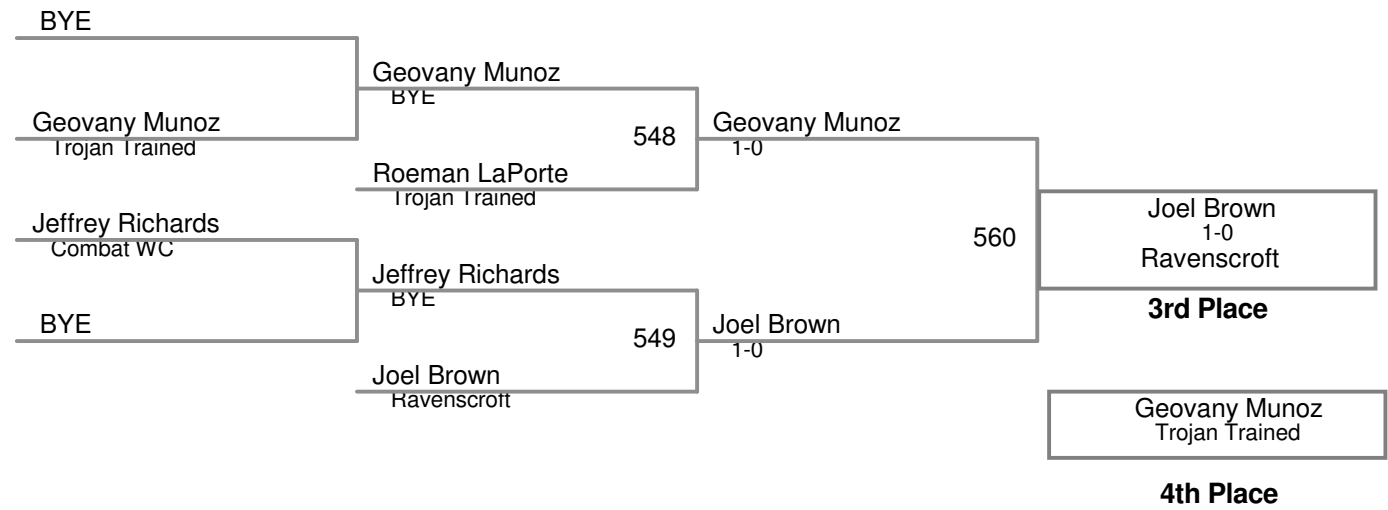 BYE
Geovany Munoz
BYE
Geovany Munoz
Trojan Trained
548
Geovany Munoz
1-0
Roeman LaPorte
Trojan Trained
Jeffrey Richards
Combat WC
560
Joel Brown
1-0
Ravenscroft
3rd Place
Jeffrey Richards
BYE
BYE
549
Joel Brown
1-0
Joel Brown
Ravenscroft
Geovany Munoz
Trojan Trained
4th Place